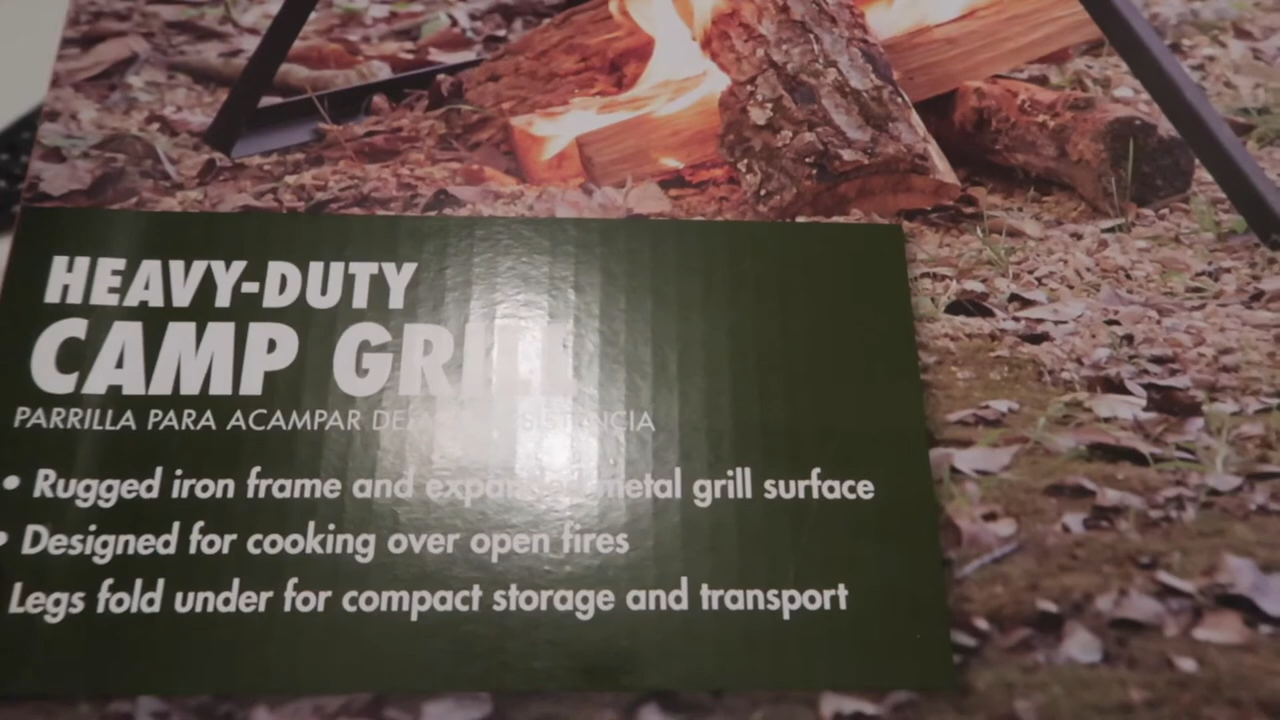 HEAVY-DUTY
CAMP GRILL
PARRILLA PARA ACAMPAR DE
• Rugged iron frame and expanded metal grill surface
• Designed for cooking over open fires
Legs fold under for compact storage and transport